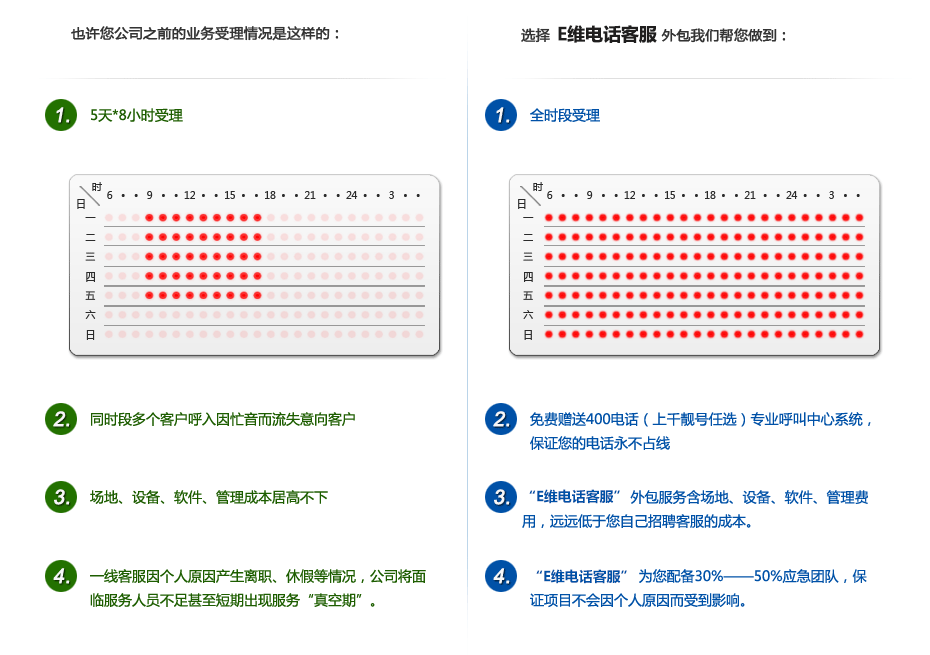 也许您公司之前的业务受理情况是这样的：
1. 5天*8小时受理
时
日
6 · · 9 · · 12 · · 15 · · 18 · · 21 · · 24 · · 3 · ·
一
二
三
四
五
六
日
2. 同时段多个客户呼入因忙音而流失意向客户
3. 场地、设备、软件、管理成本居高不下
4. 一线客服因个人原因产生离职、休假等情况，公司将面
临服务人员不足甚至短期出现服务“真空期”。
选择 E维电话客服 外包我们帮您做到：
1. 全时段受理
时
日
6 · · 9 · · 12 · · 15 · · 18 · · 21 · · 24 · · 3 · ·
一
二
三
四
五
六
日
2. 免费赠送400电话（上千靓号任选）专业呼叫中心系统，
保证您的电话永不占线
3. “E维电话客服” 外包服务含场地、设备、软件、管理费
用，远远低于您自己招聘客服的成本。
4. “E维电话客服” 为您配备30%——50%应急团队，保
证项目不会因个人原因而受到影响。